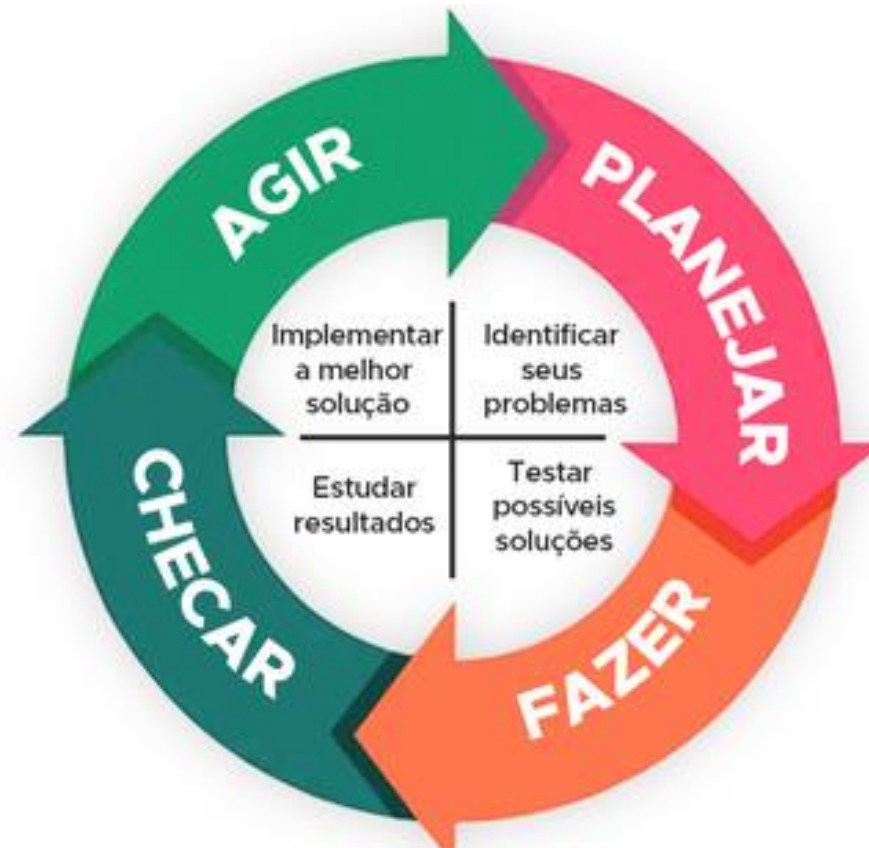 AGIR
PLANEJAR
Implementar
a melhor
solução
Identificar
seus
problemas
Estudar
resultados
Testar
possíveis
soluções
CHECAR
FAZER